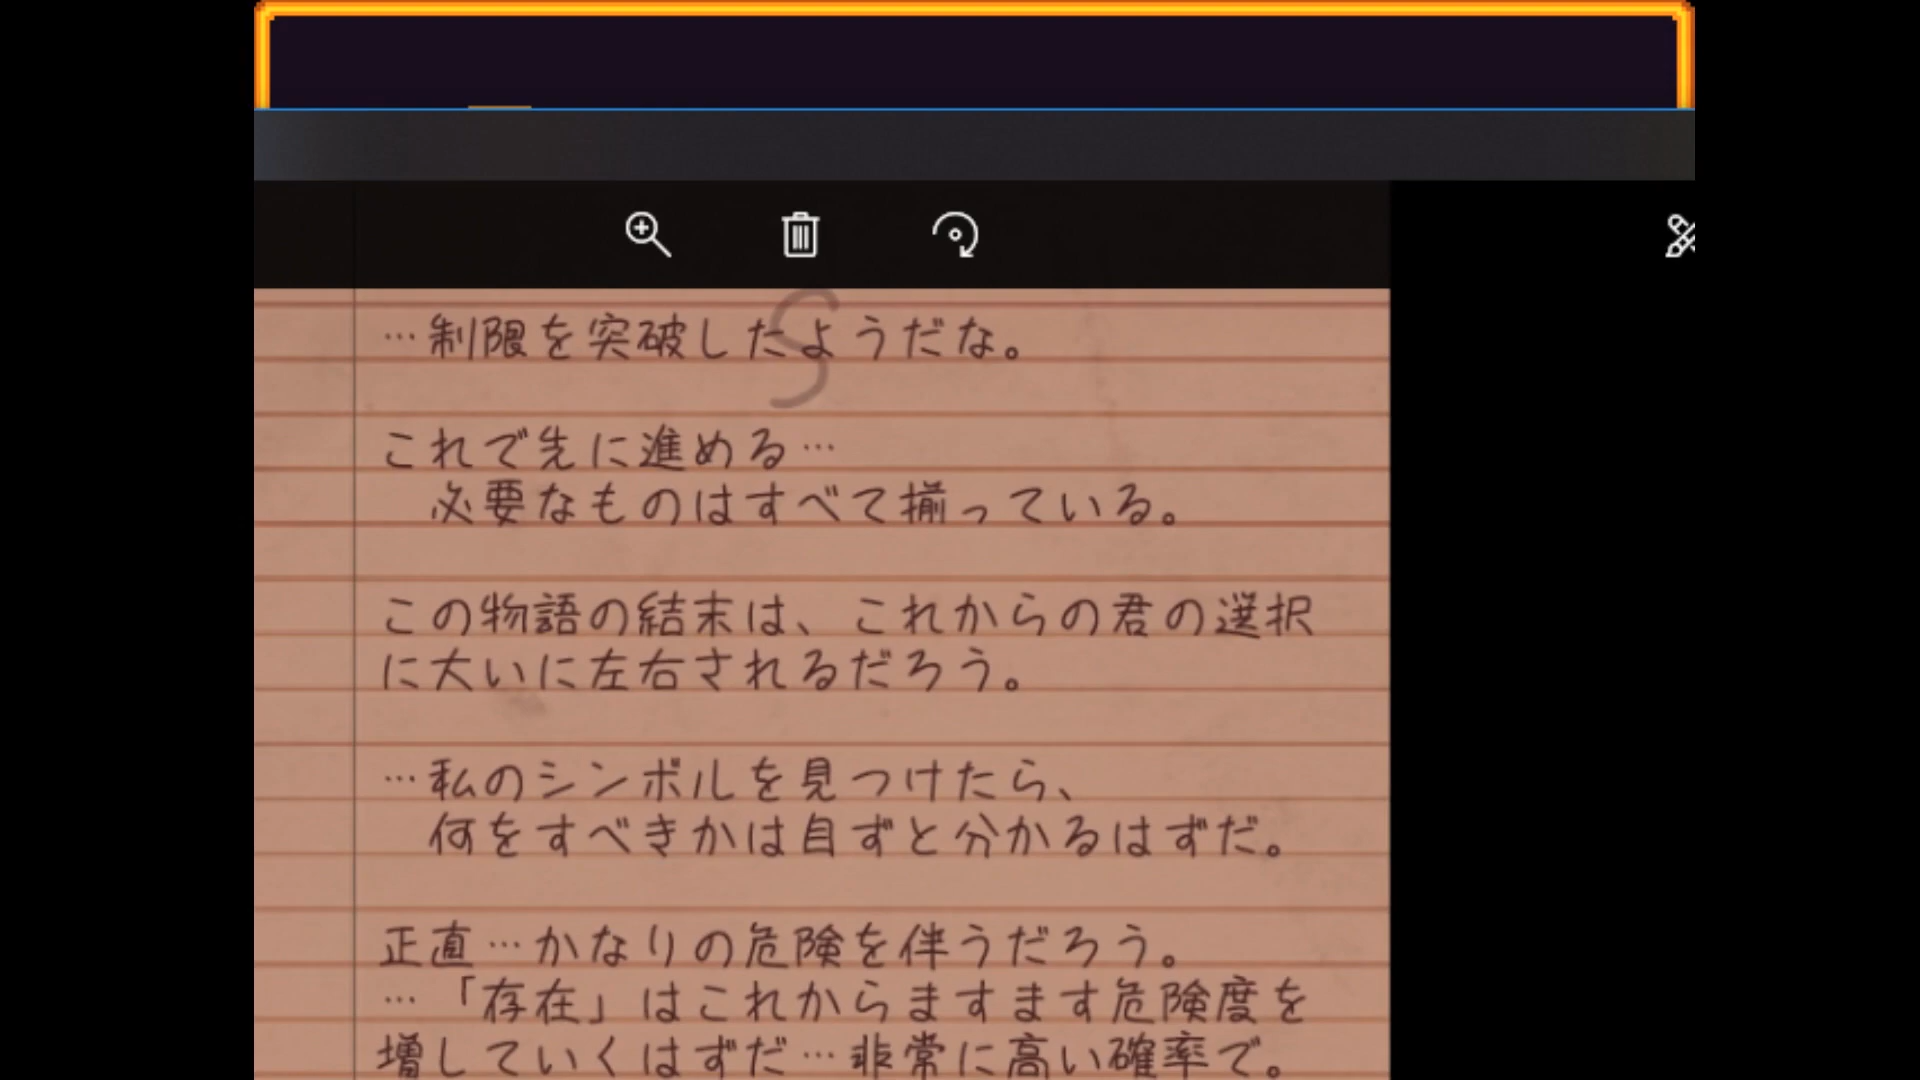 …制限を突破したようだな。
これで先に進める…
必要なものはすべて揃っている。
この物語の結末は、これからの君の選択
に大いに左右されるだろう。
…私のシンボルを見つけたら、
何をすべきかは自ずと分かるはずだ。
正直…かなりの危険を伴うだろう。
…「存在」はこれからますます危険度を
増していくはずだ…非常に高い確率で。